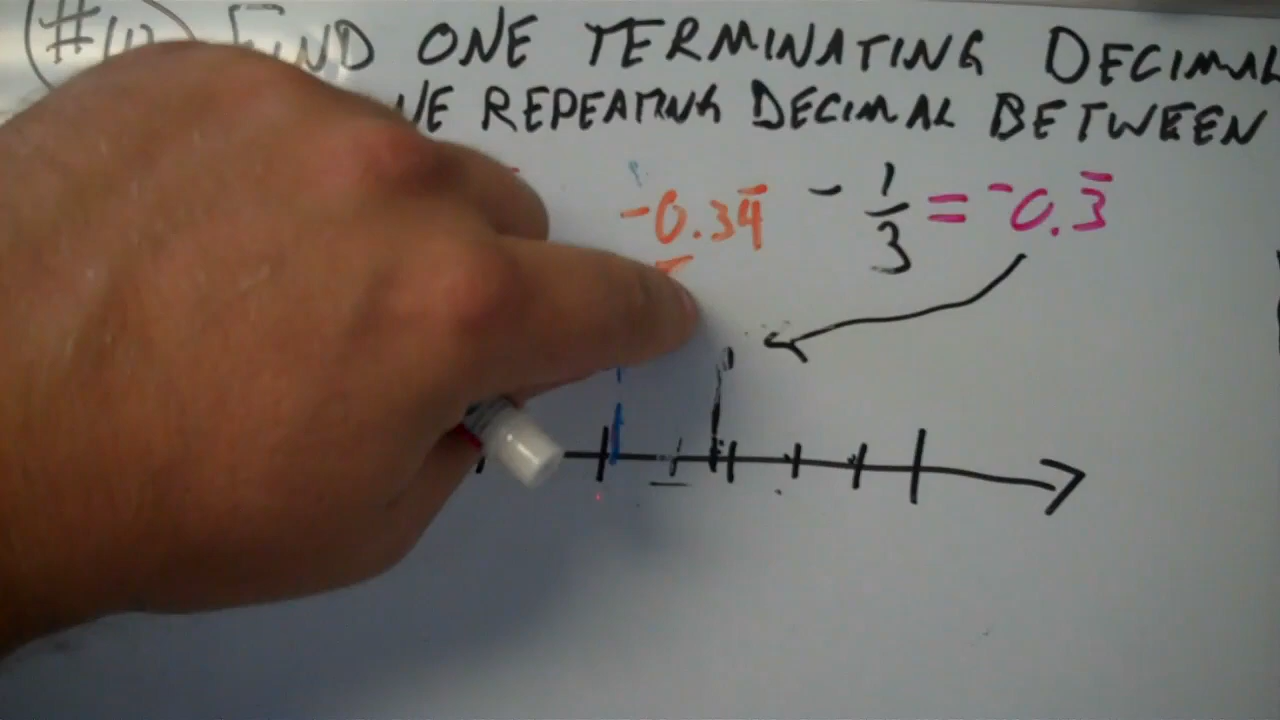 FIND ONE TERMINATING DECIMAL
REPEATING DECIMAL BETWEEN
-0.34̅ - 1/3 = -0.3̅